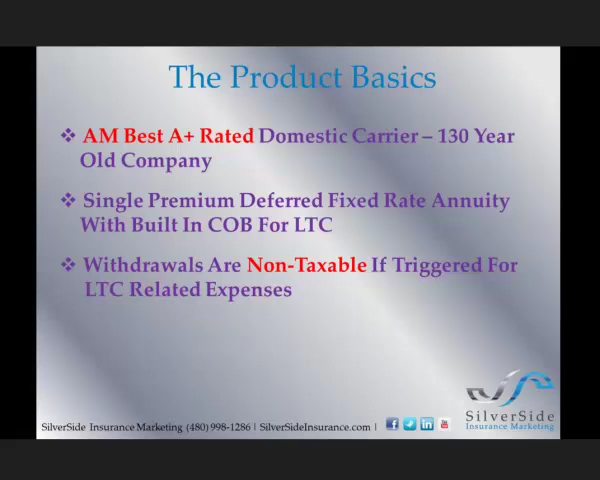 The Product Basics
❖ AM Best A+ Rated Domestic Carrier – 130 Year
Old Company
❖ Single Premium Deferred Fixed Rate Annuity
With Built In COB For LTC
❖ Withdrawals Are Non-Taxable If Triggered For
LTC Related Expenses
SilverSide
Insurance Marketing
SilverSide Insurance Marketing (480) 998-1286 | SilverSideInsurance.com |